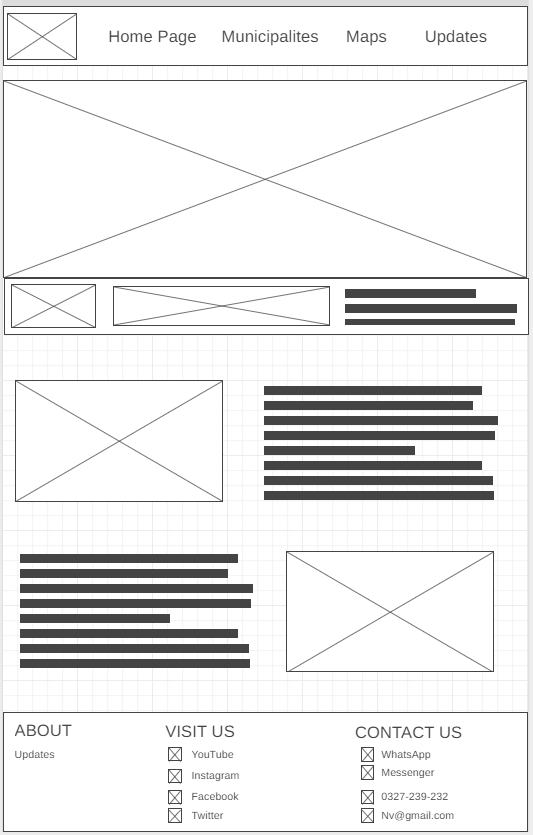 Home Page Municipalites Maps Updates
ABOUT
Updates
VISIT US
YouTube
Instagram
Facebook
Twitter
CONTACT US
WhatsApp
Messenger
0327-239-232
Nv@gmail.com